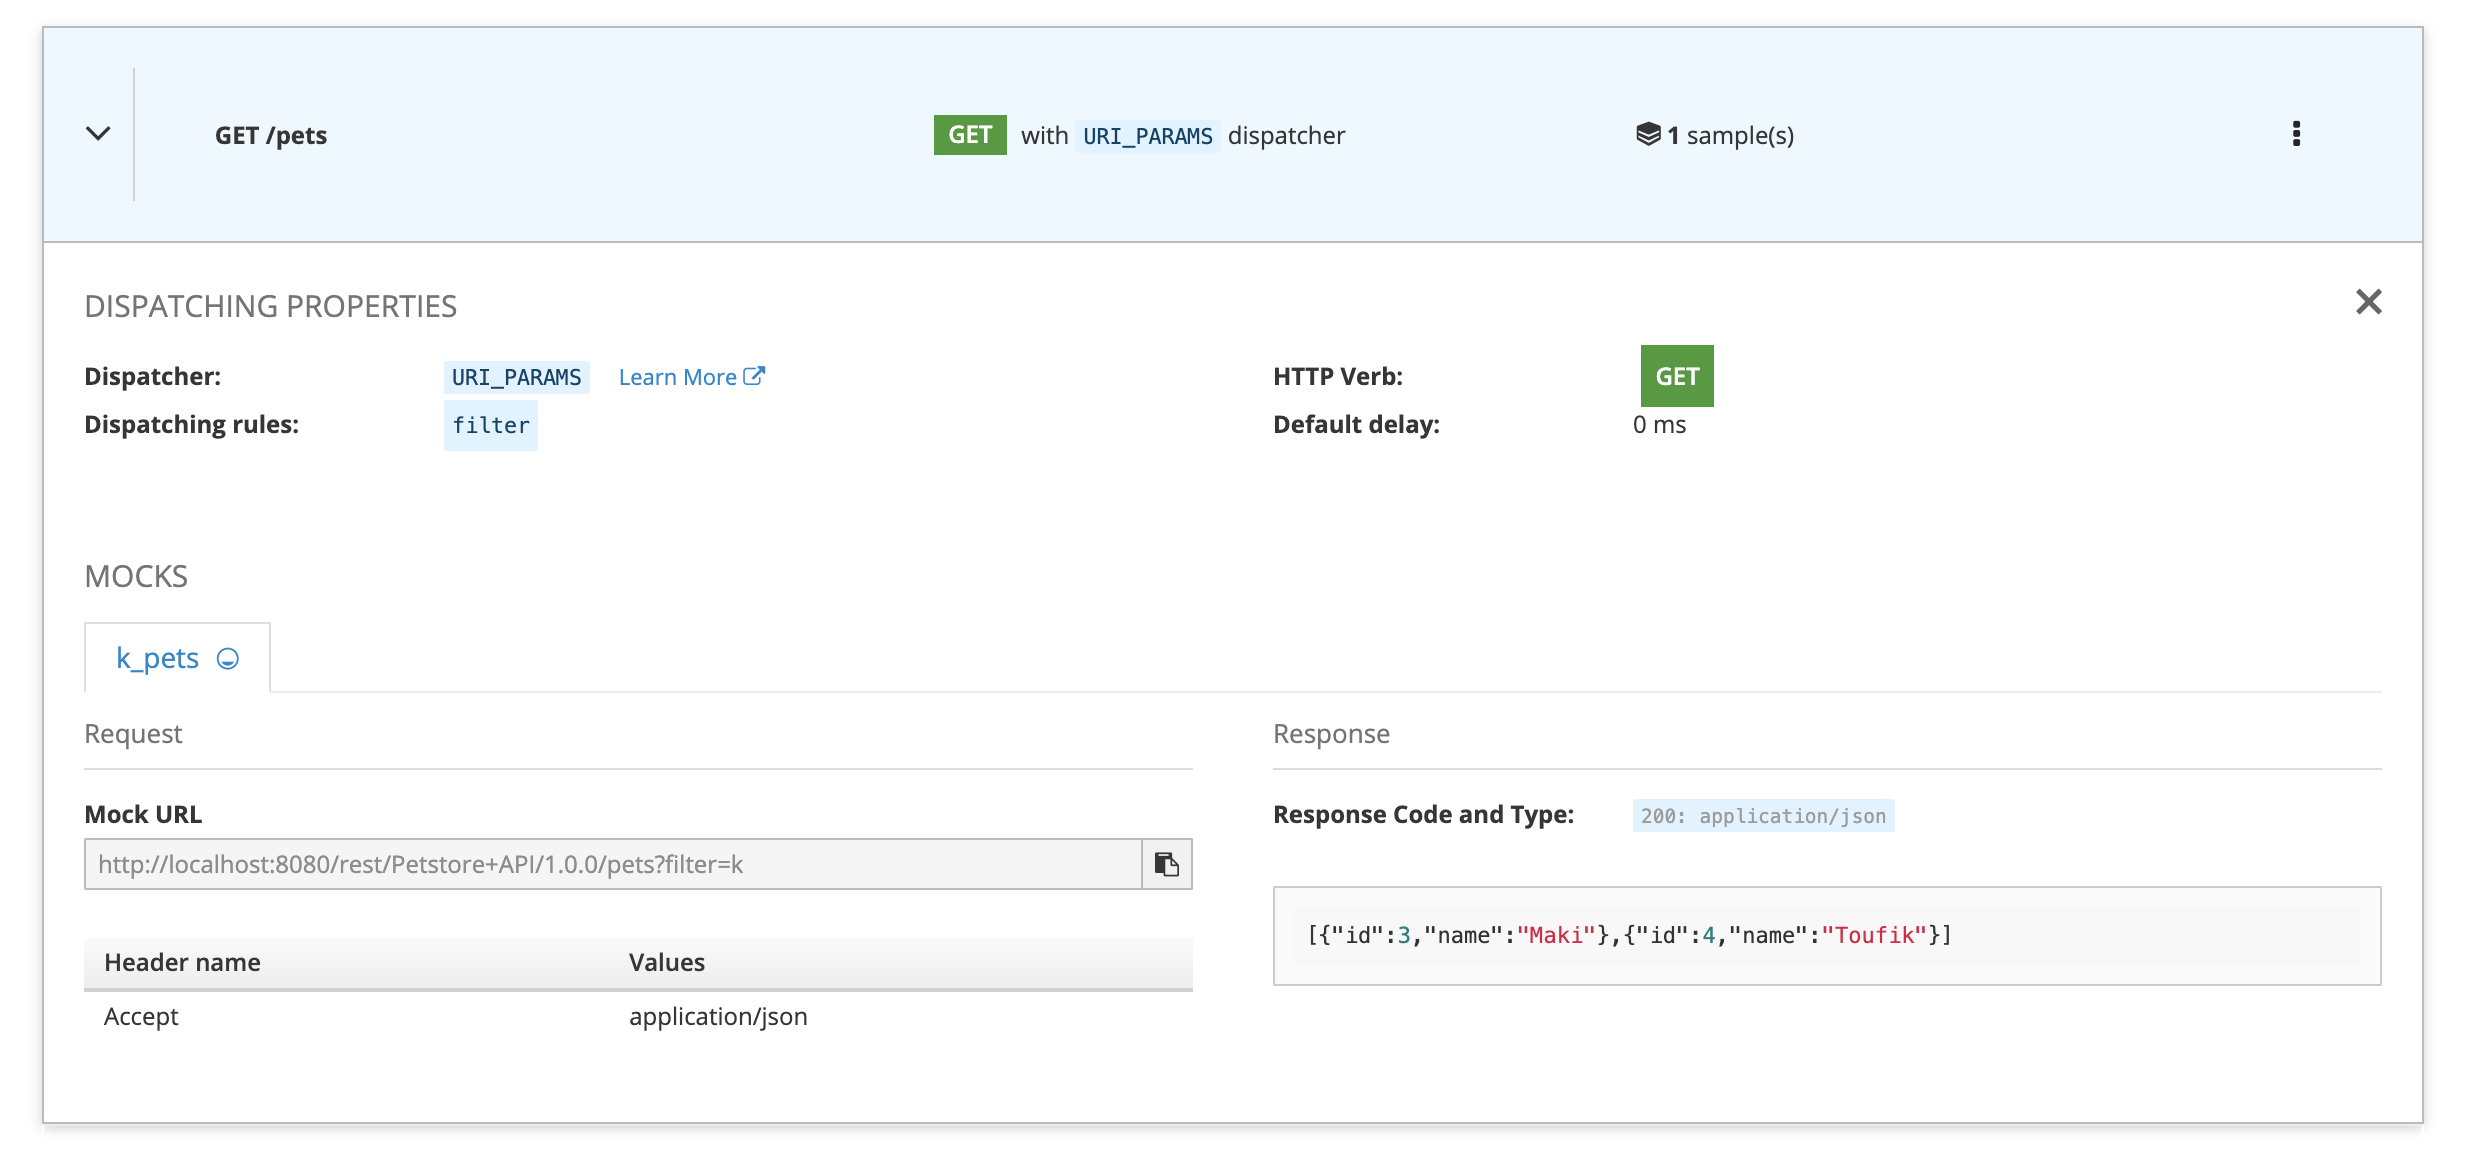 GET /pets GET with URI_PARAMS dispatcher 1 sample(s)
DISPATCHING PROPERTIES
Dispatcher: URI_PARAMS Learn More HTTP Verb: GET
Dispatching rules: filter Default delay: 0 ms
MOCKS
k_pets
Request
Response
Mock URL
http://localhost:8080/rest/Petstore+API/1.0.0/pets?filter=k
Header name Values
Accept application/json
Response Code and Type: 200: application/json
[{"id":3,"name":"Maki"},{"id":4,"name":"Toufik"}]